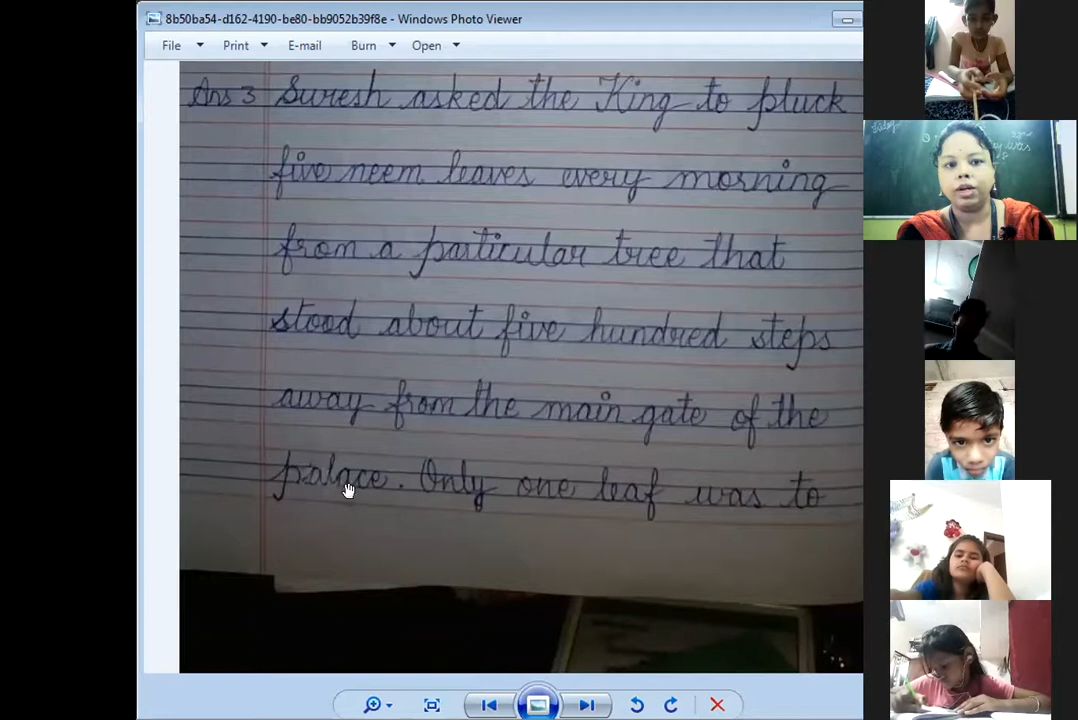 8b50ba54-d162-4190-be80-bb9052b39f8e - Windows Photo Viewer
File Print E-mail Burn Open
Ans 3 Suresh asked the King to pluck
five neem leaves every morning
from a particular tree that
stood about five hundred steps
away from the main gate of the
palace. Only one leaf was to